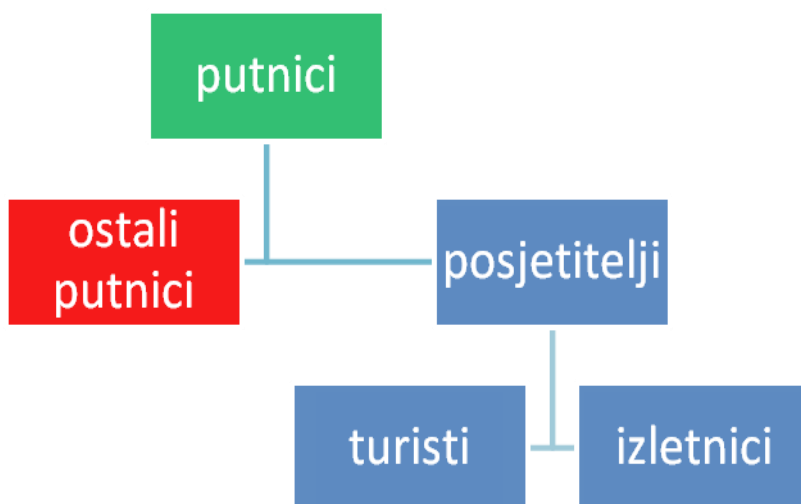 putnici
ostali
putnici
posjetitelji
turisti
izletnici